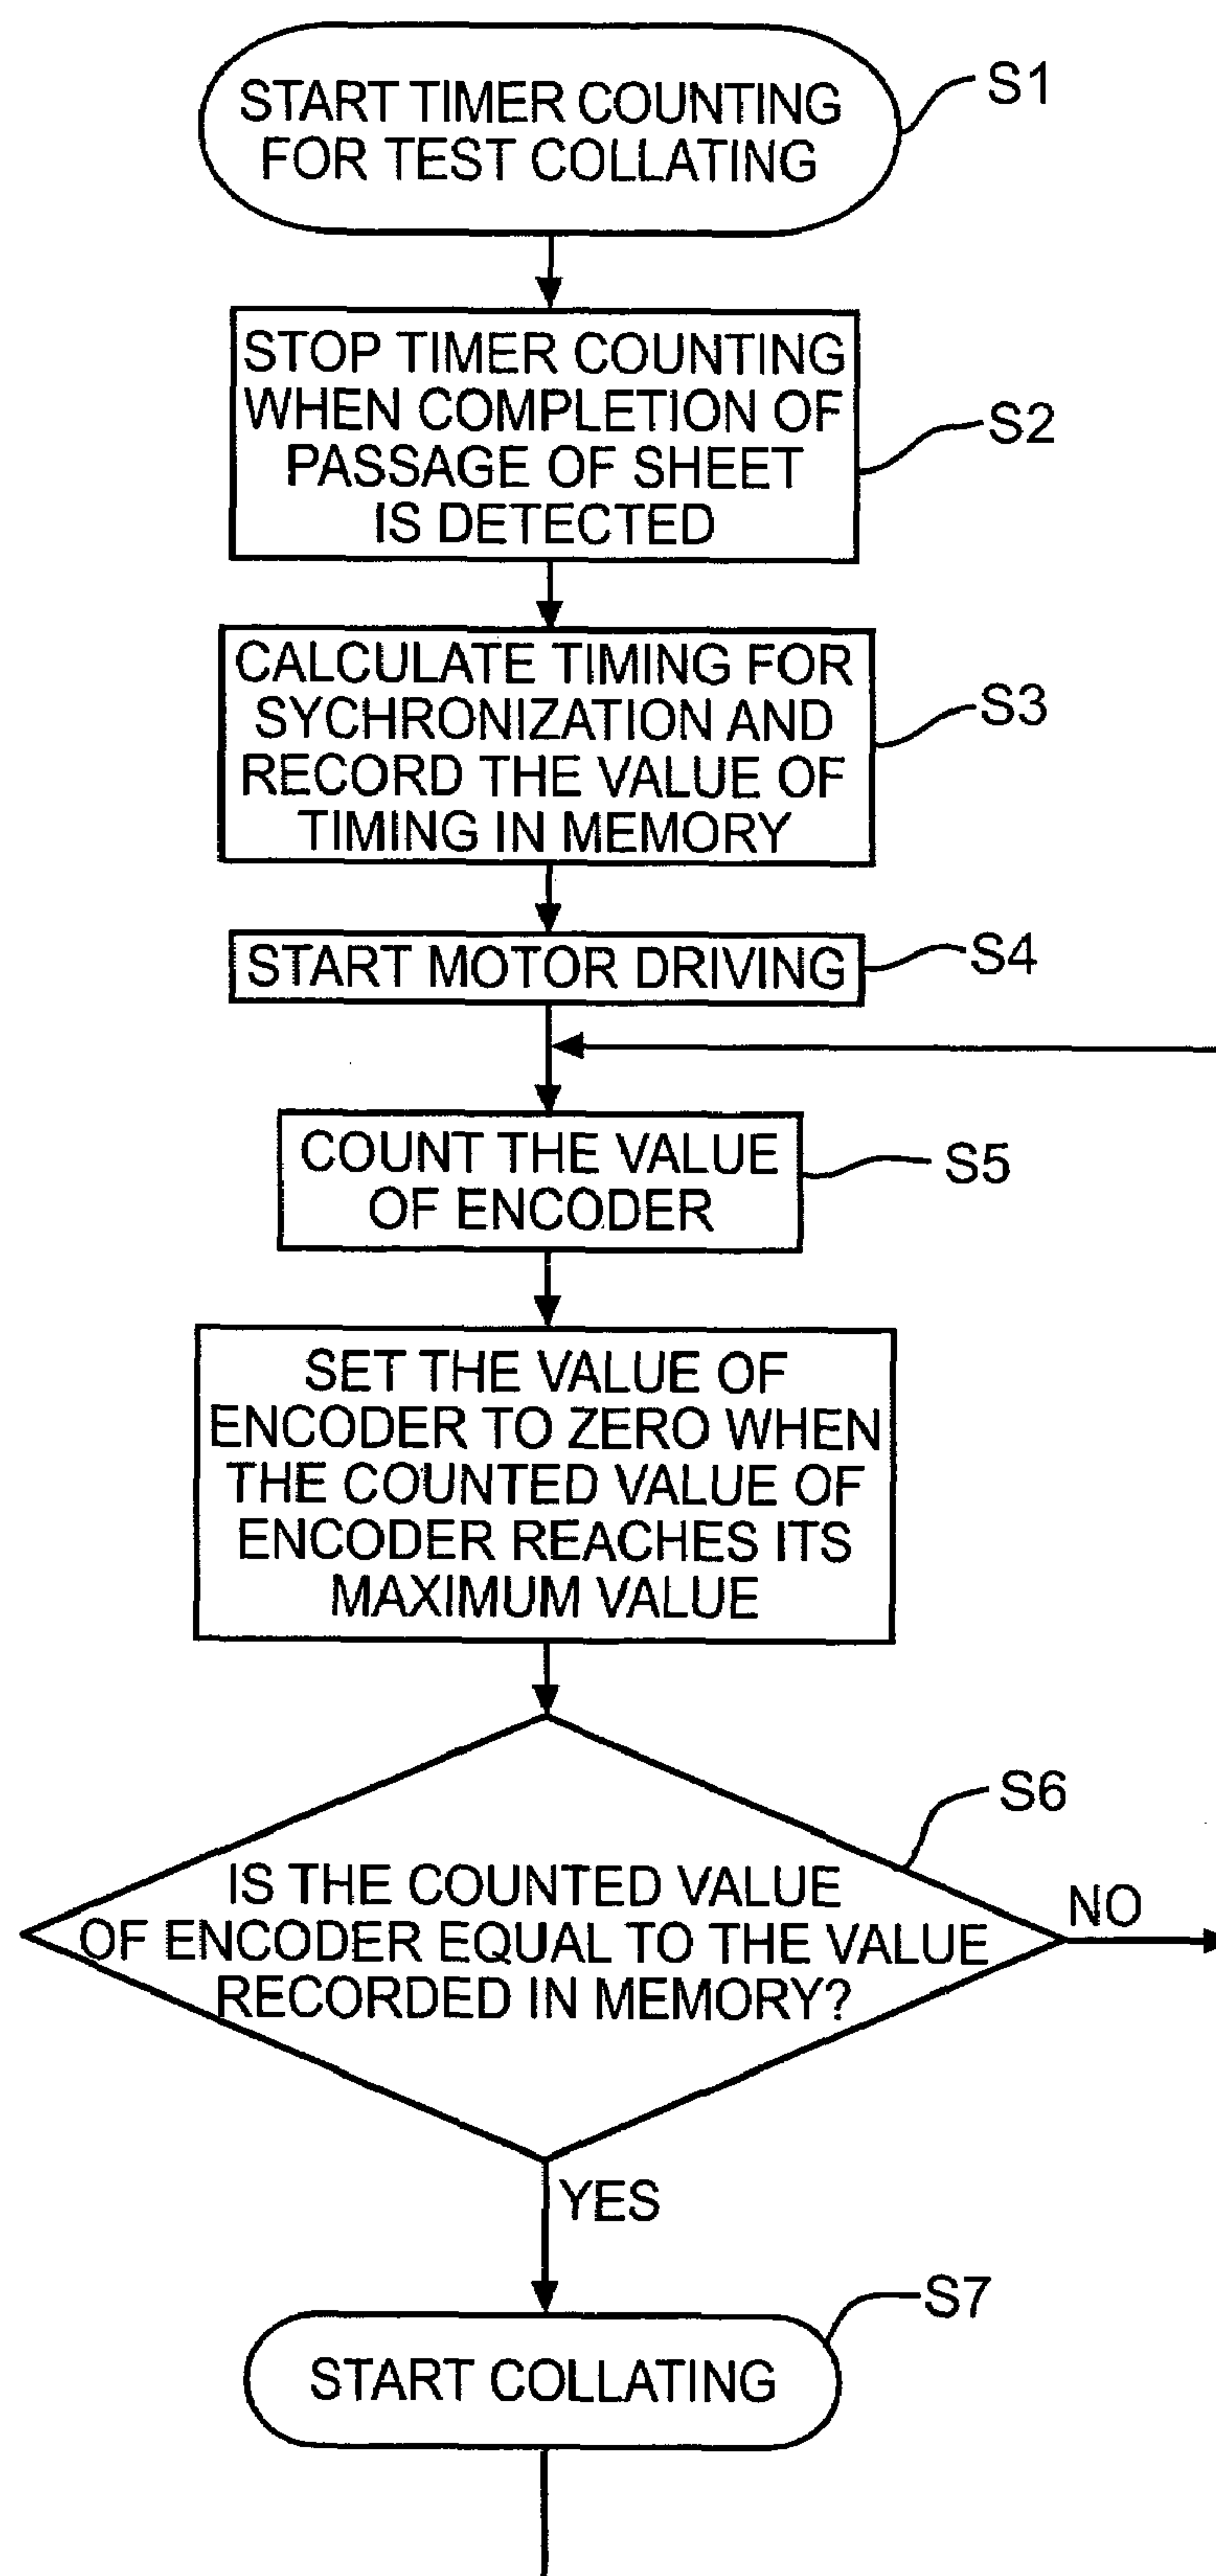 START TIMER COUNTING
FOR TEST COLLATING
S1
STOP TIMER COUNTING
WHEN COMPLETION OF
PASSAGE OF SHEET
IS DETECTED
S2
CALCULATE TIMING FOR
SYCHRONIZATION AND
RECORD THE VALUE OF
TIMING IN MEMORY
S3
START MOTOR DRIVING
S4
COUNT THE VALUE
OF ENCODER
S5
SET THE VALUE OF
ENCODER TO ZERO WHEN
THE COUNTED VALUE OF
ENCODER REACHES ITS
MAXIMUM VALUE
S6
IS THE COUNTED VALUE
OF ENCODER EQUAL TO THE VALUE
RECORDED IN MEMORY?
NO
YES
S7
START COLLATING